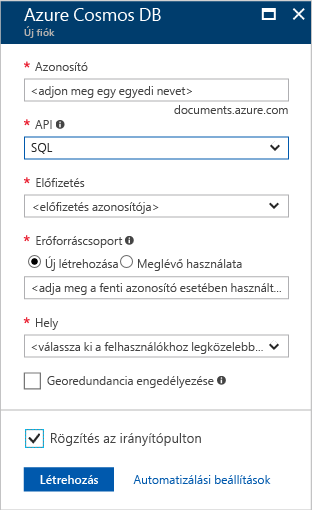 Azure Cosmos DB
Új fiók
* Azonosító
<adjon meg egy egyedi nevet>
documents.azure.com
* API
SQL
* Előfizetés
<előfizetés azonosítója>
* Erőforráscsoport
Új létrehozása Meglévő használata
<adja meg a fenti azonosító esetében használt...
* Hely
<válassza ki a felhasználókhoz legközelebb...
Georedundancia engedélyezése
Rögzítés az irányítópulton
Létrehozás Automatizálási beállítások